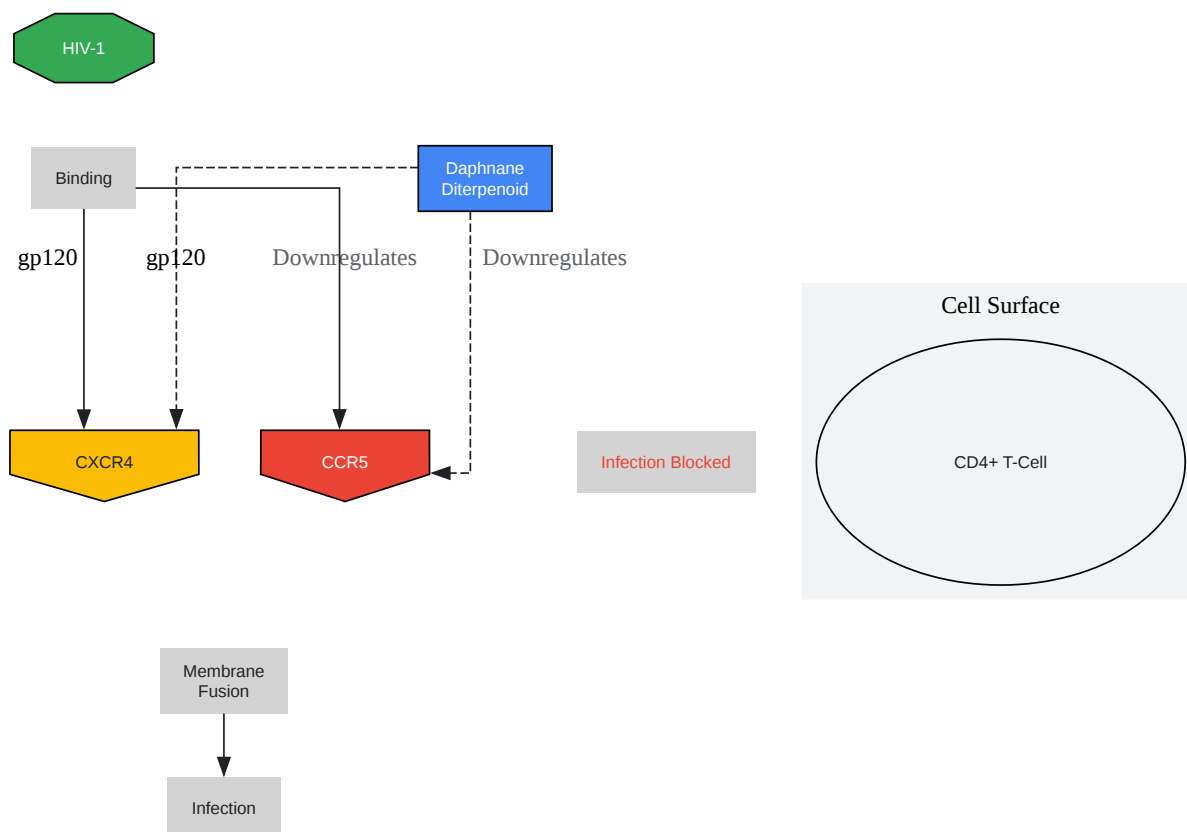 HIV-1
Binding
Daphnane
Diterpenoid
gp120
gp120
Downregulates
Downregulates
Cell Surface
CXCR4
CCR5
Infection Blocked
CD4+ T-Cell
Membrane
Fusion
Infection